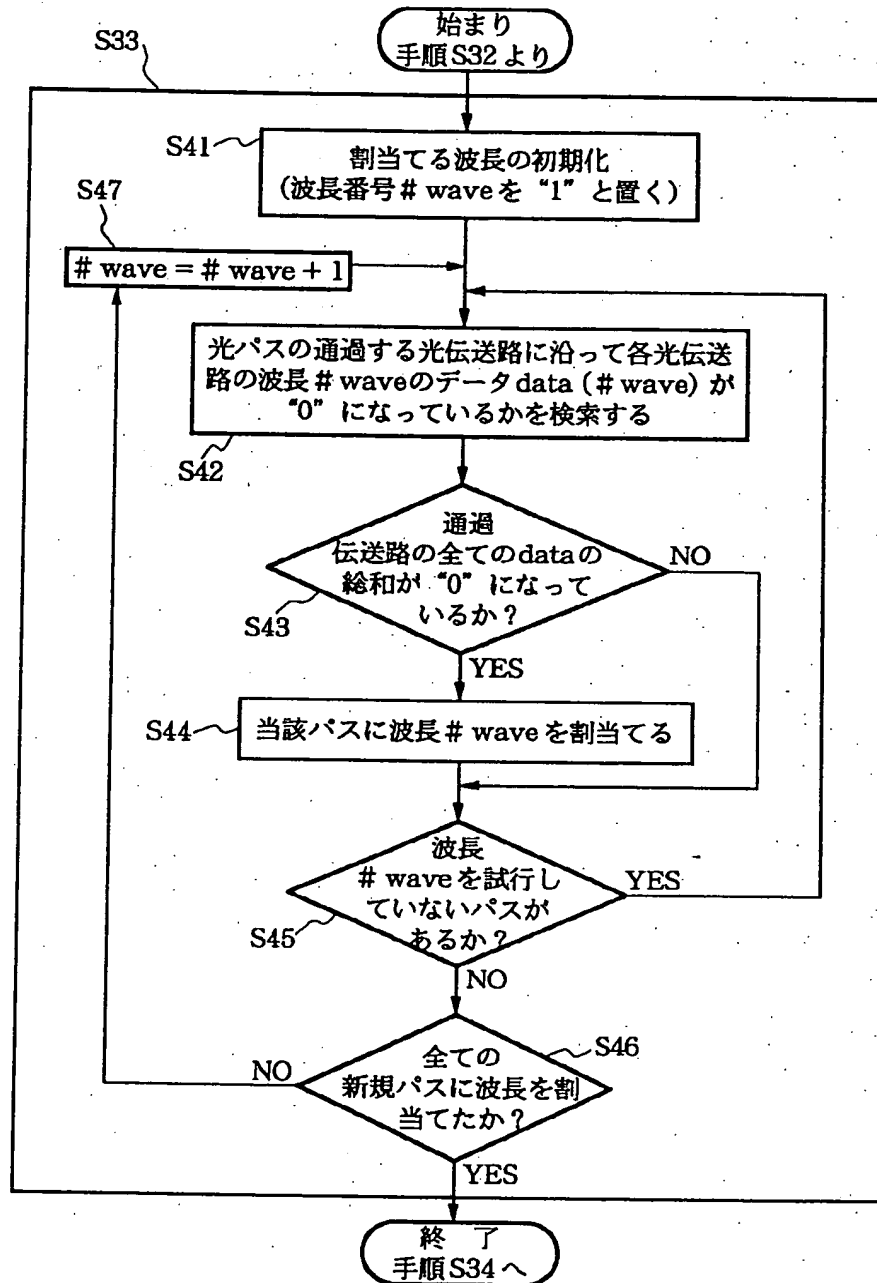 始まり
手順S32より
S33
S41
割当てる波長の初期化
(波長番号#waveを“1”と置く)
S47
#wave=#wave+1
光パスの通過する光伝送路に沿って各光伝送
路の波長#waveのデータdata(#wave)が
“0”になっているかを検索する
S42
通過
伝送路の全てのdataの
総和が“0”になって
いるか?
NO
S43
YES
S44
当該パスに波長#waveを割当てる
波長
#waveを試行し
ていないパスが
あるか?
YES
S45
NO
S46
全ての
新規パスに波長を割
当てたか?
NO
YES
終 了
手順S34へ